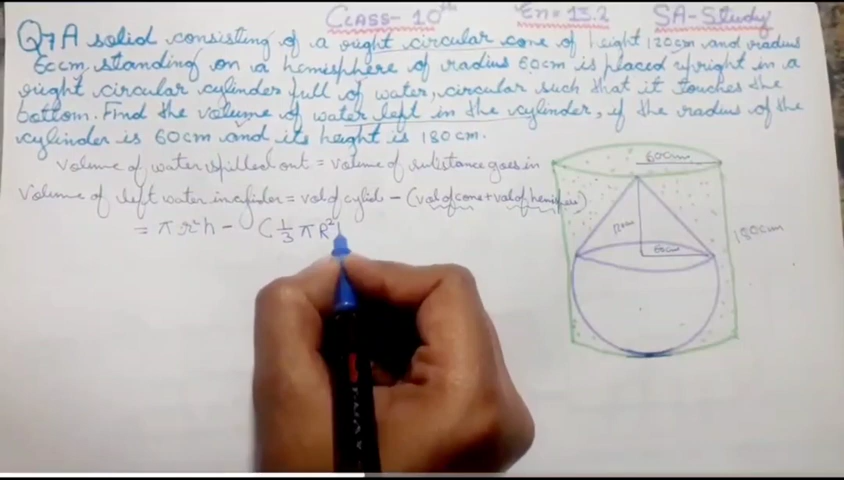 CLASS-10th Ex=13.2 SA-Study
Q7 A solid consisting of a right circular cone of height 120cm and radius
60cm standing on a hemisphere of radius 60cm is placed upright in a
right circular cylinder full of water, circular such that it touches the
bottom. Find the volume of water left in the cylinder, if the radius of the
cylinder is 60cm and its height is 180cm.
Volume of water spilled out = volume of substance goes in
Volume of left water in = vol of - (vol of cone + vol of)
= πr²h - (1/3 πR²
60cm
120cm
60cm
180cm